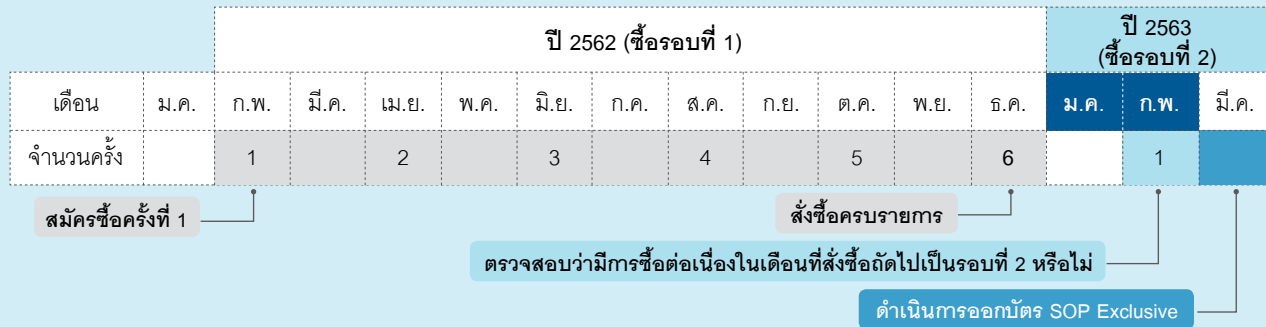 ปี 2562 (ซื้อรอบที่ 1)
ปี 2563
(ซื้อรอบที่ 2)
เดือน ม.ค. ก.พ. มี.ค. เม.ย. พ.ค. มิ.ย. ก.ค. ส.ค. ก.ย. ต.ค. พ.ย. ธ.ค. ม.ค. ก.พ. มี.ค.
จำนวนครั้ง 1 2 3 4 5 6 1
สมัครซื้อครั้งที่ 1
สั่งซื้อครบรายการ
ตรวจสอบว่ามีการซื้อต่อเนื่องในเดือนที่สั่งซื้อถัดไปเป็นรอบที่ 2 หรือไม่
ดำเนินการออกบัตร SOP Exclusive